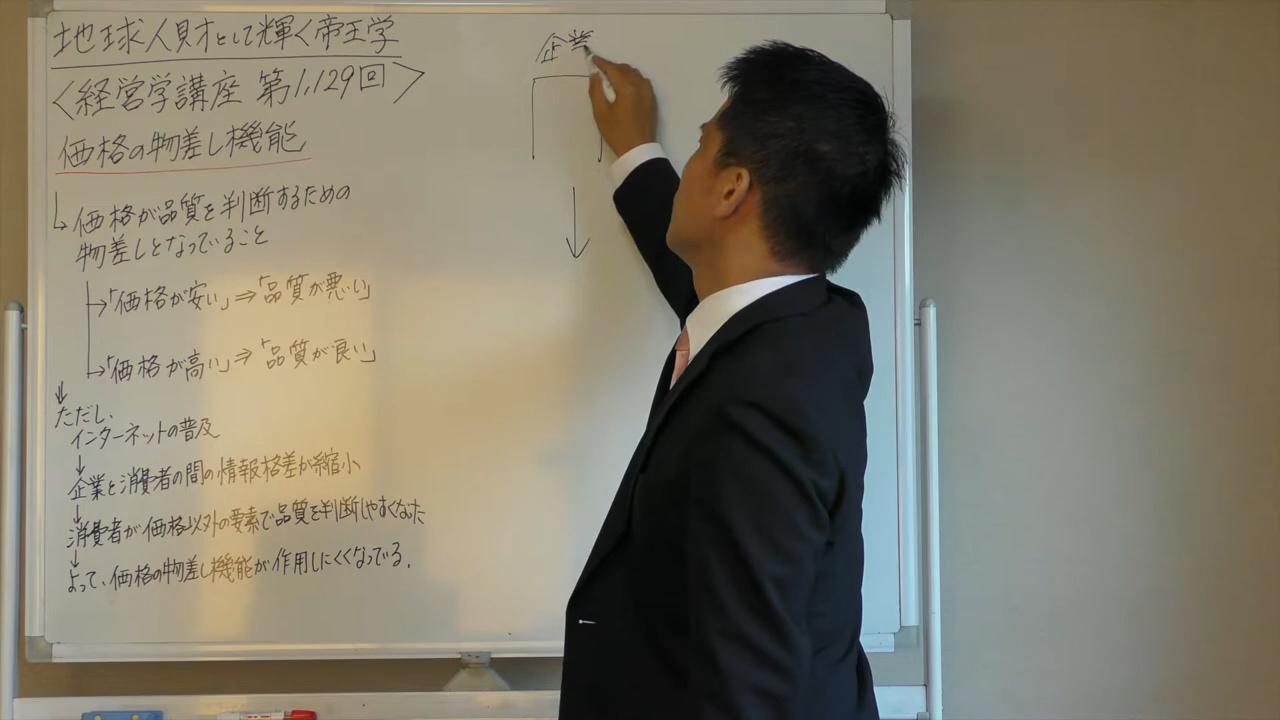 地球人財として輝く帝王学
〈経営学講座 第1,129回〉
価格の物差し機能
↳価格が品質を判断するための
物差しとなっていること
→「価格が安い」⇒「品質が悪い」
→「価格が高い」⇒「品質が良い」
⇓
ただし、
インターネットの普及
↓
企業と消費者の間の情報格差が縮小
↓
消費者が価格以外の要素で品質を判断しやすくなった
↓
よって、価格の物差し機能が作用しにくくなっている.
企業